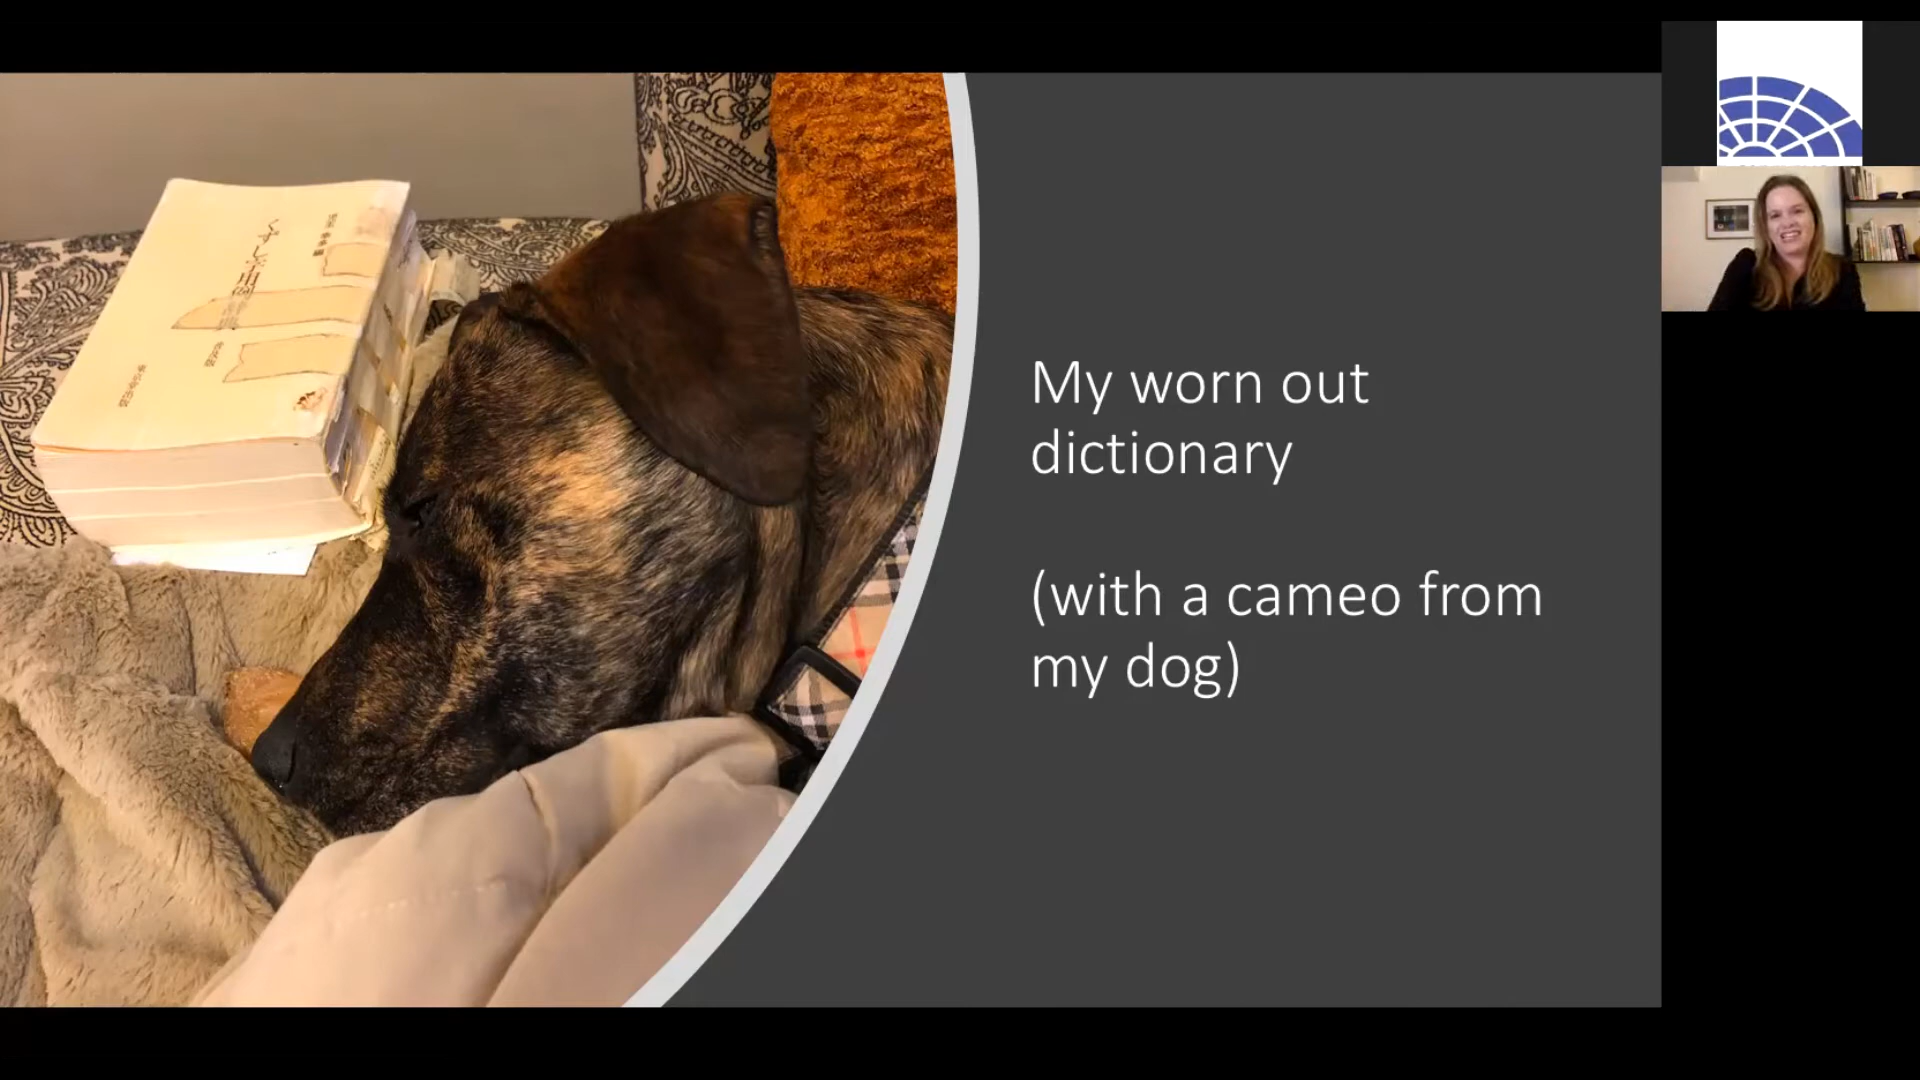 My worn out
dictionary
(with a cameo from
my dog)